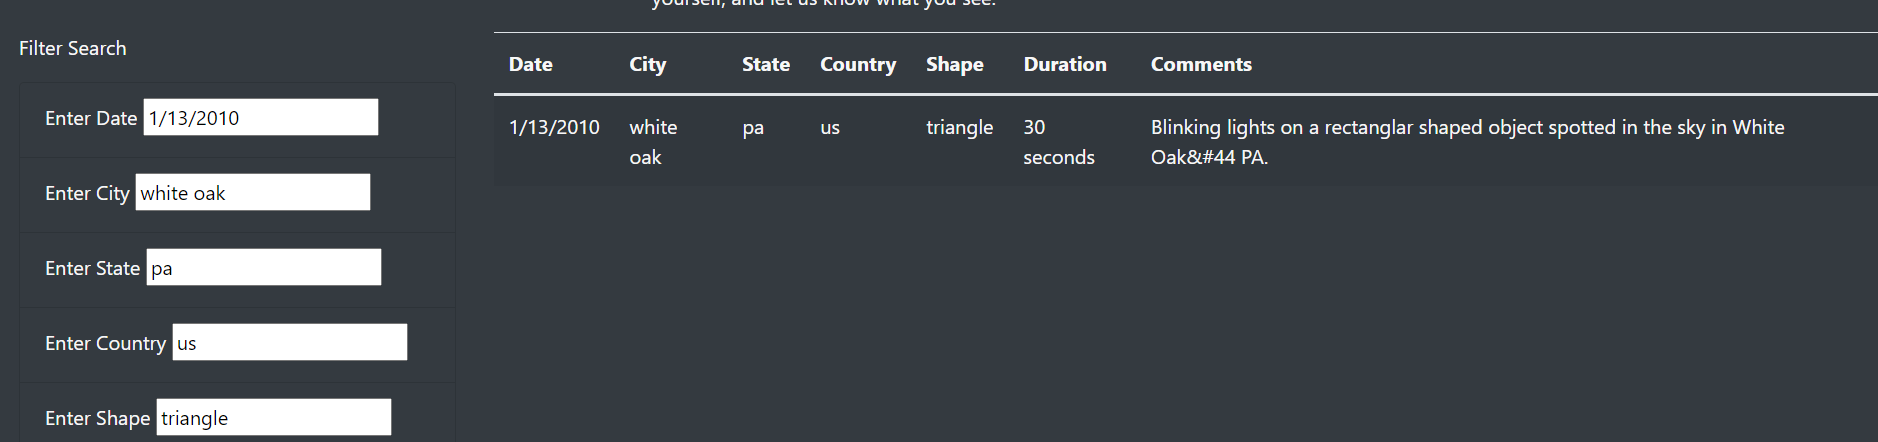 yourself, and let us know what you see.
Filter Search
Enter Date 1/13/2010
Enter City white oak
Enter State pa
Enter Country us
Enter Shape triangle
Date City State Country Shape Duration Comments
1/13/2010 white pa us triangle 30 Blinking lights on a rectanglar shaped object spotted in the sky in White
oak seconds Oak&#44 PA.